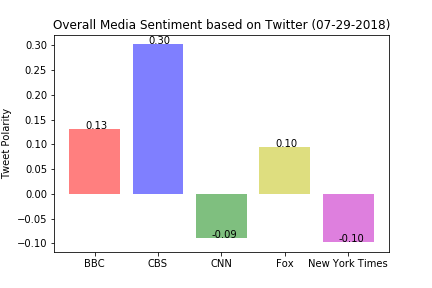 Overall Media Sentiment based on Twitter (07-29-2018)
Tweet Polarity
0.30
0.25
0.20
0.15
0.10
0.05
0.00
−0.05
−0.10
0.13
0.30
-0.09
0.10
-0.10
BBC
CBS
CNN
Fox
New York Times